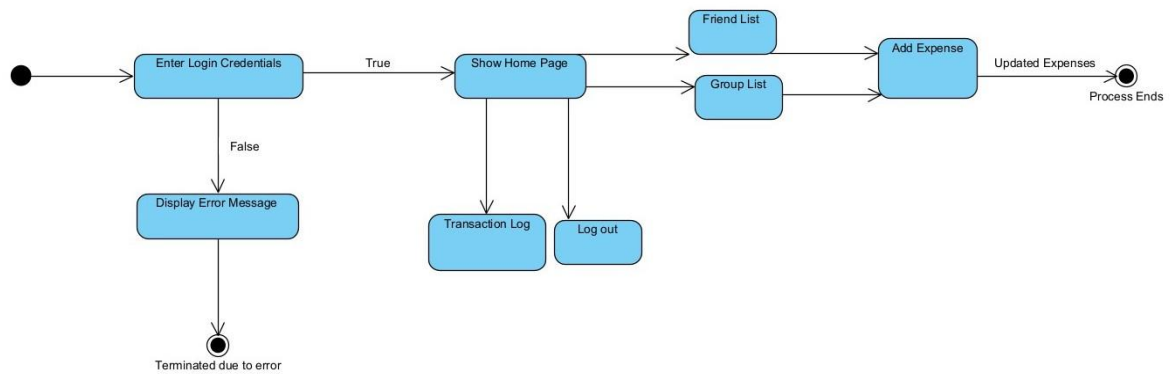 Friend List
Enter Login Credentials
True
Show Home Page
Add Expense
Updated Expenses
Group List
Process Ends
False
Display Error Message
Transaction Log
Log out
Terminated due to error